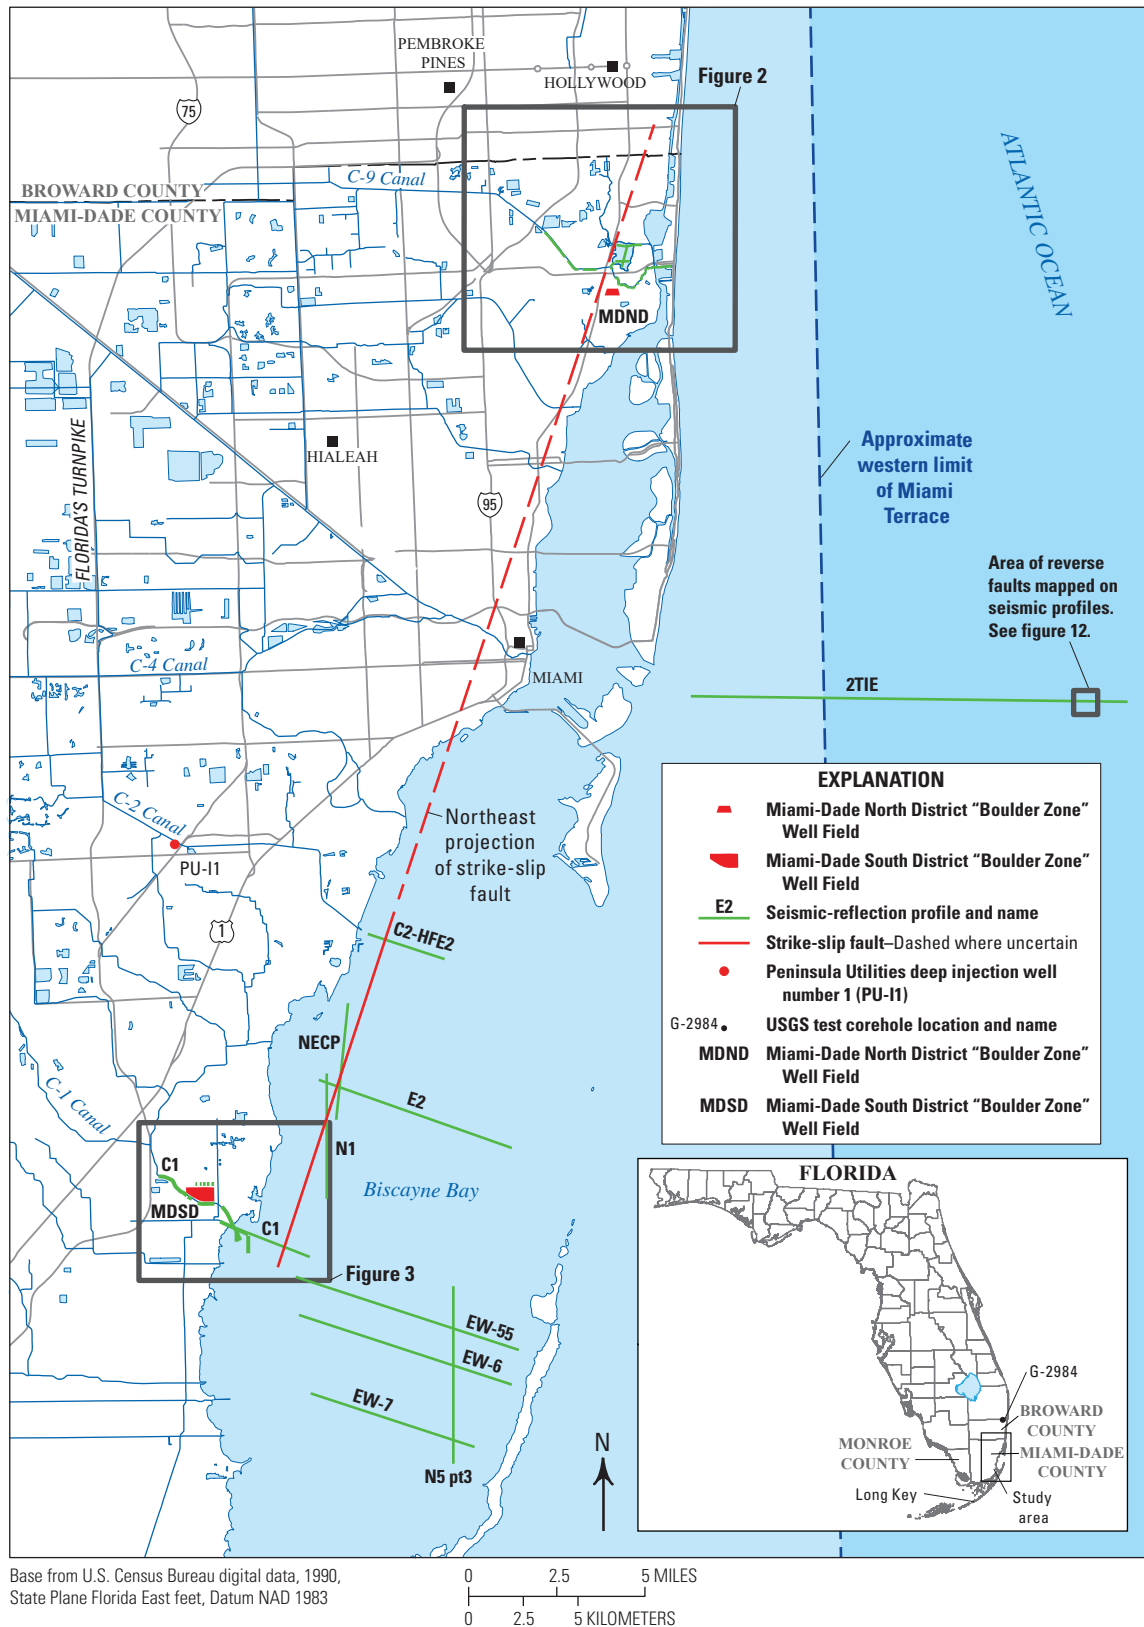 PEMBROKE
PINES
HOLLYWOOD
Figure 2
75
C-9 Canal
BROWARD COUNTY
MIAMI-DADE COUNTY
ATLANTIC OCEAN
MDND
FLORIDA'S TURNPIKE
HIALEAH
95
Approximate
western limit
of Miami
Terrace
Area of reverse
faults mapped on
seismic profiles.
See figure 12.
C-4 Canal
MIAMI
2TIE
C-2 Canal
PU-I1
Northeast
projection
of strike-slip
fault
1
C2-HFE2
NECP
E2
C-1 Canal
N1
C1
MDSD
C1
Biscayne Bay
Figure 3
EW-55
EW-6
EW-7
N5 pt3
N
EXPLANATION
Miami-Dade North District “Boulder Zone”
Well Field
Miami-Dade South District “Boulder Zone”
Well Field
E2 Seismic-reflection profile and name
Strike-slip fault–Dashed where uncertain
Peninsula Utilities deep injection well
number 1 (PU-I1)
G-2984 USGS test corehole location and name
MDND Miami-Dade North District “Boulder Zone”
Well Field
MDSD Miami-Dade South District “Boulder Zone”
Well Field
FLORIDA
G-2984
BROWARD
COUNTY
MONROE
COUNTY
MIAMI-DADE
COUNTY
Long Key
Study
area
Base from U.S. Census Bureau digital data, 1990,
State Plane Florida East feet, Datum NAD 1983
0 2.5 5 MILES
0 2.5 5 KILOMETERS